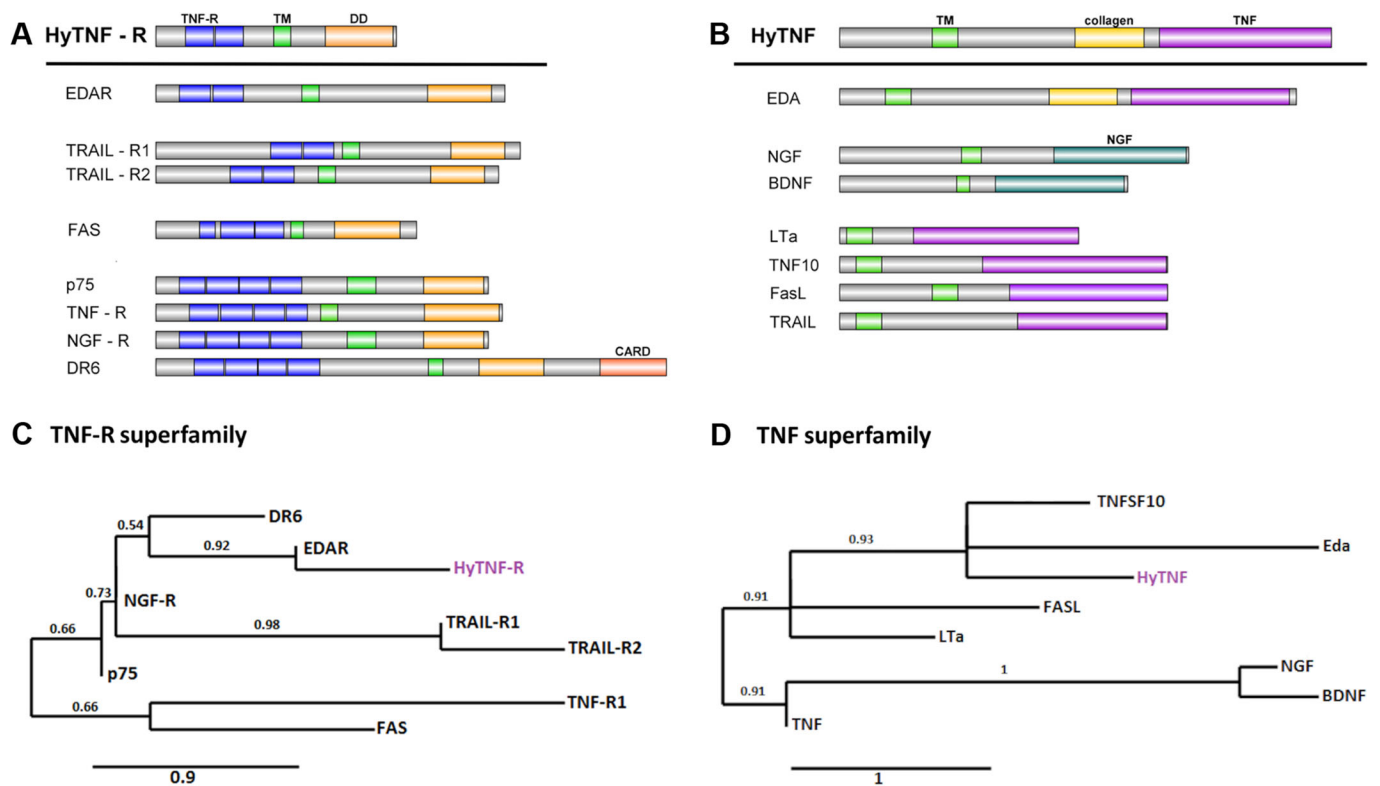 A
HyTNF - R
TNF-R
TM
DD
EDAR
TRAIL - R1
TRAIL - R2
FAS
p75
TNF - R
NGF - R
DR6
CARD
B
HyTNF
TM
collagen
TNF
EDA
NGF
NGF
BDNF
LTa
TNF10
FasL
TRAIL
C TNF-R superfamily
0.54
DR6
0.92
EDAR
HyTNF-R
0.73
NGF-R
0.66
0.98
TRAIL-R1
TRAIL-R2
p75
0.66
TNF-R1
FAS
0.9
D TNF superfamily
TNFSF10
0.93
Eda
HyTNF
0.91
FASL
LTa
1
NGF
0.91
BDNF
TNF
1